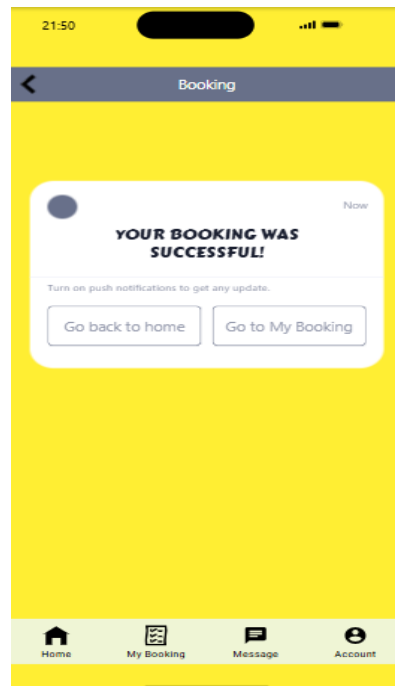 21:50
Booking
Now
YOUR BOOKING WAS
SUCCESSFUL!
Turn on push notifications to get any update.
Go back to home
Go to My Booking
Home
My Booking
Message
Account